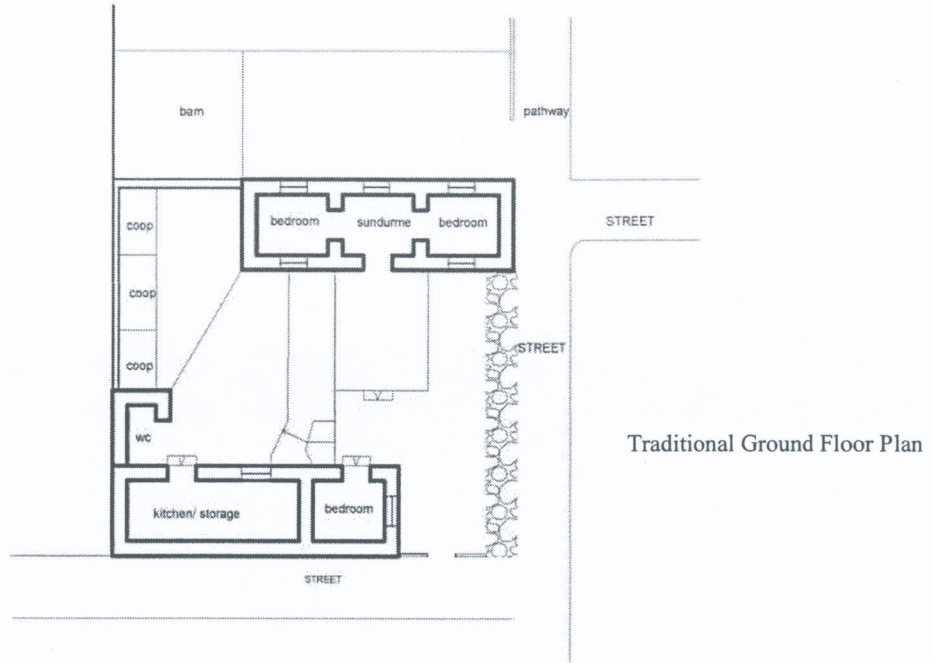 barn
pathway
bedroom
sundurme
bedroom
STREET
coop
coop
coop
STREET
Traditional Ground Floor Plan
wc
kitchen/ storage
bedroom
STREET